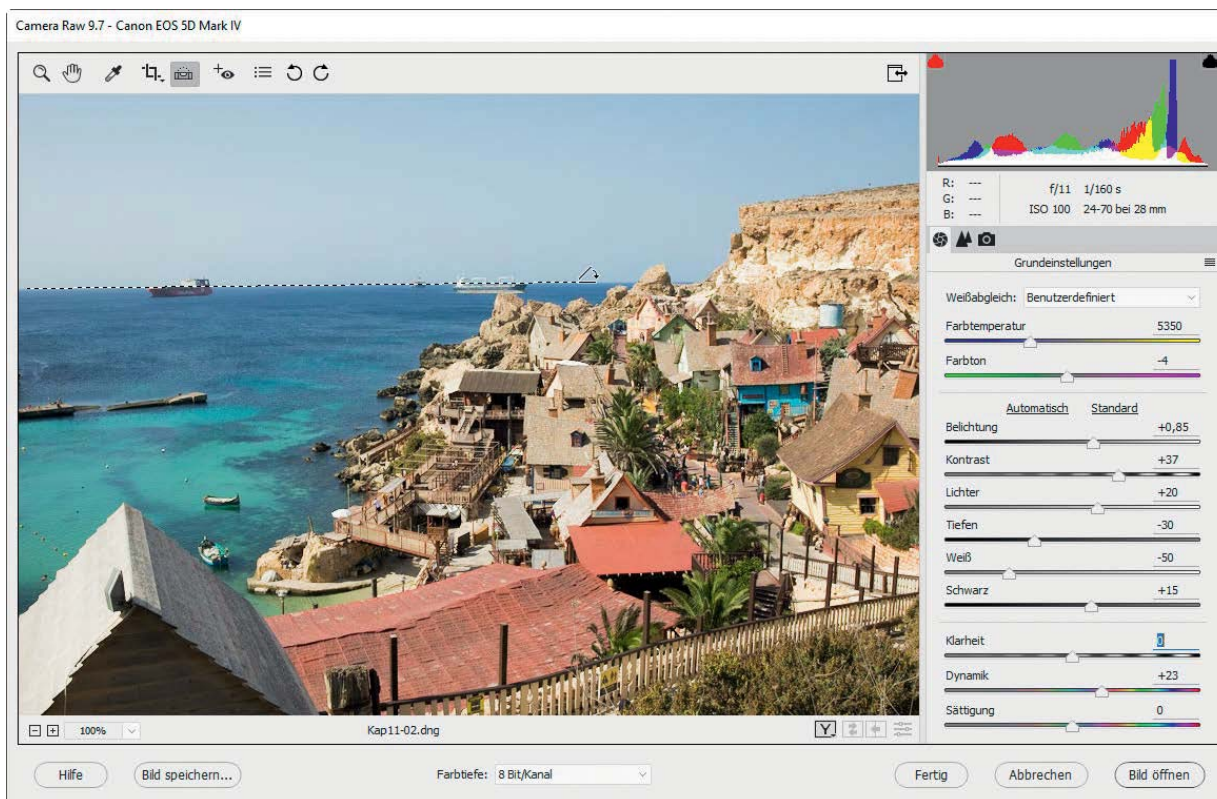 Camera Raw 9.7 - Canon EOS 5D Mark IV
R: ---
G: ---
B: ---
f/11 1/160 s
ISO 100 24-70 bei 28 mm
Grundeinstellungen
Weißabgleich: Benutzerdefiniert
Farbtemperatur 5350
Farbton -4
Automatisch Standard
Belichtung +0,85
Kontrast +37
Lichter +20
Tiefen -30
Weiß -50
Schwarz +15
Klarheit 0
Dynamik +23
Sättigung 0
100% Kap11-02.dng Y
Hilfe Bild speichern... Farbtiefe: 8 Bit/Kanal Fertig Abbrechen Bild öffnen